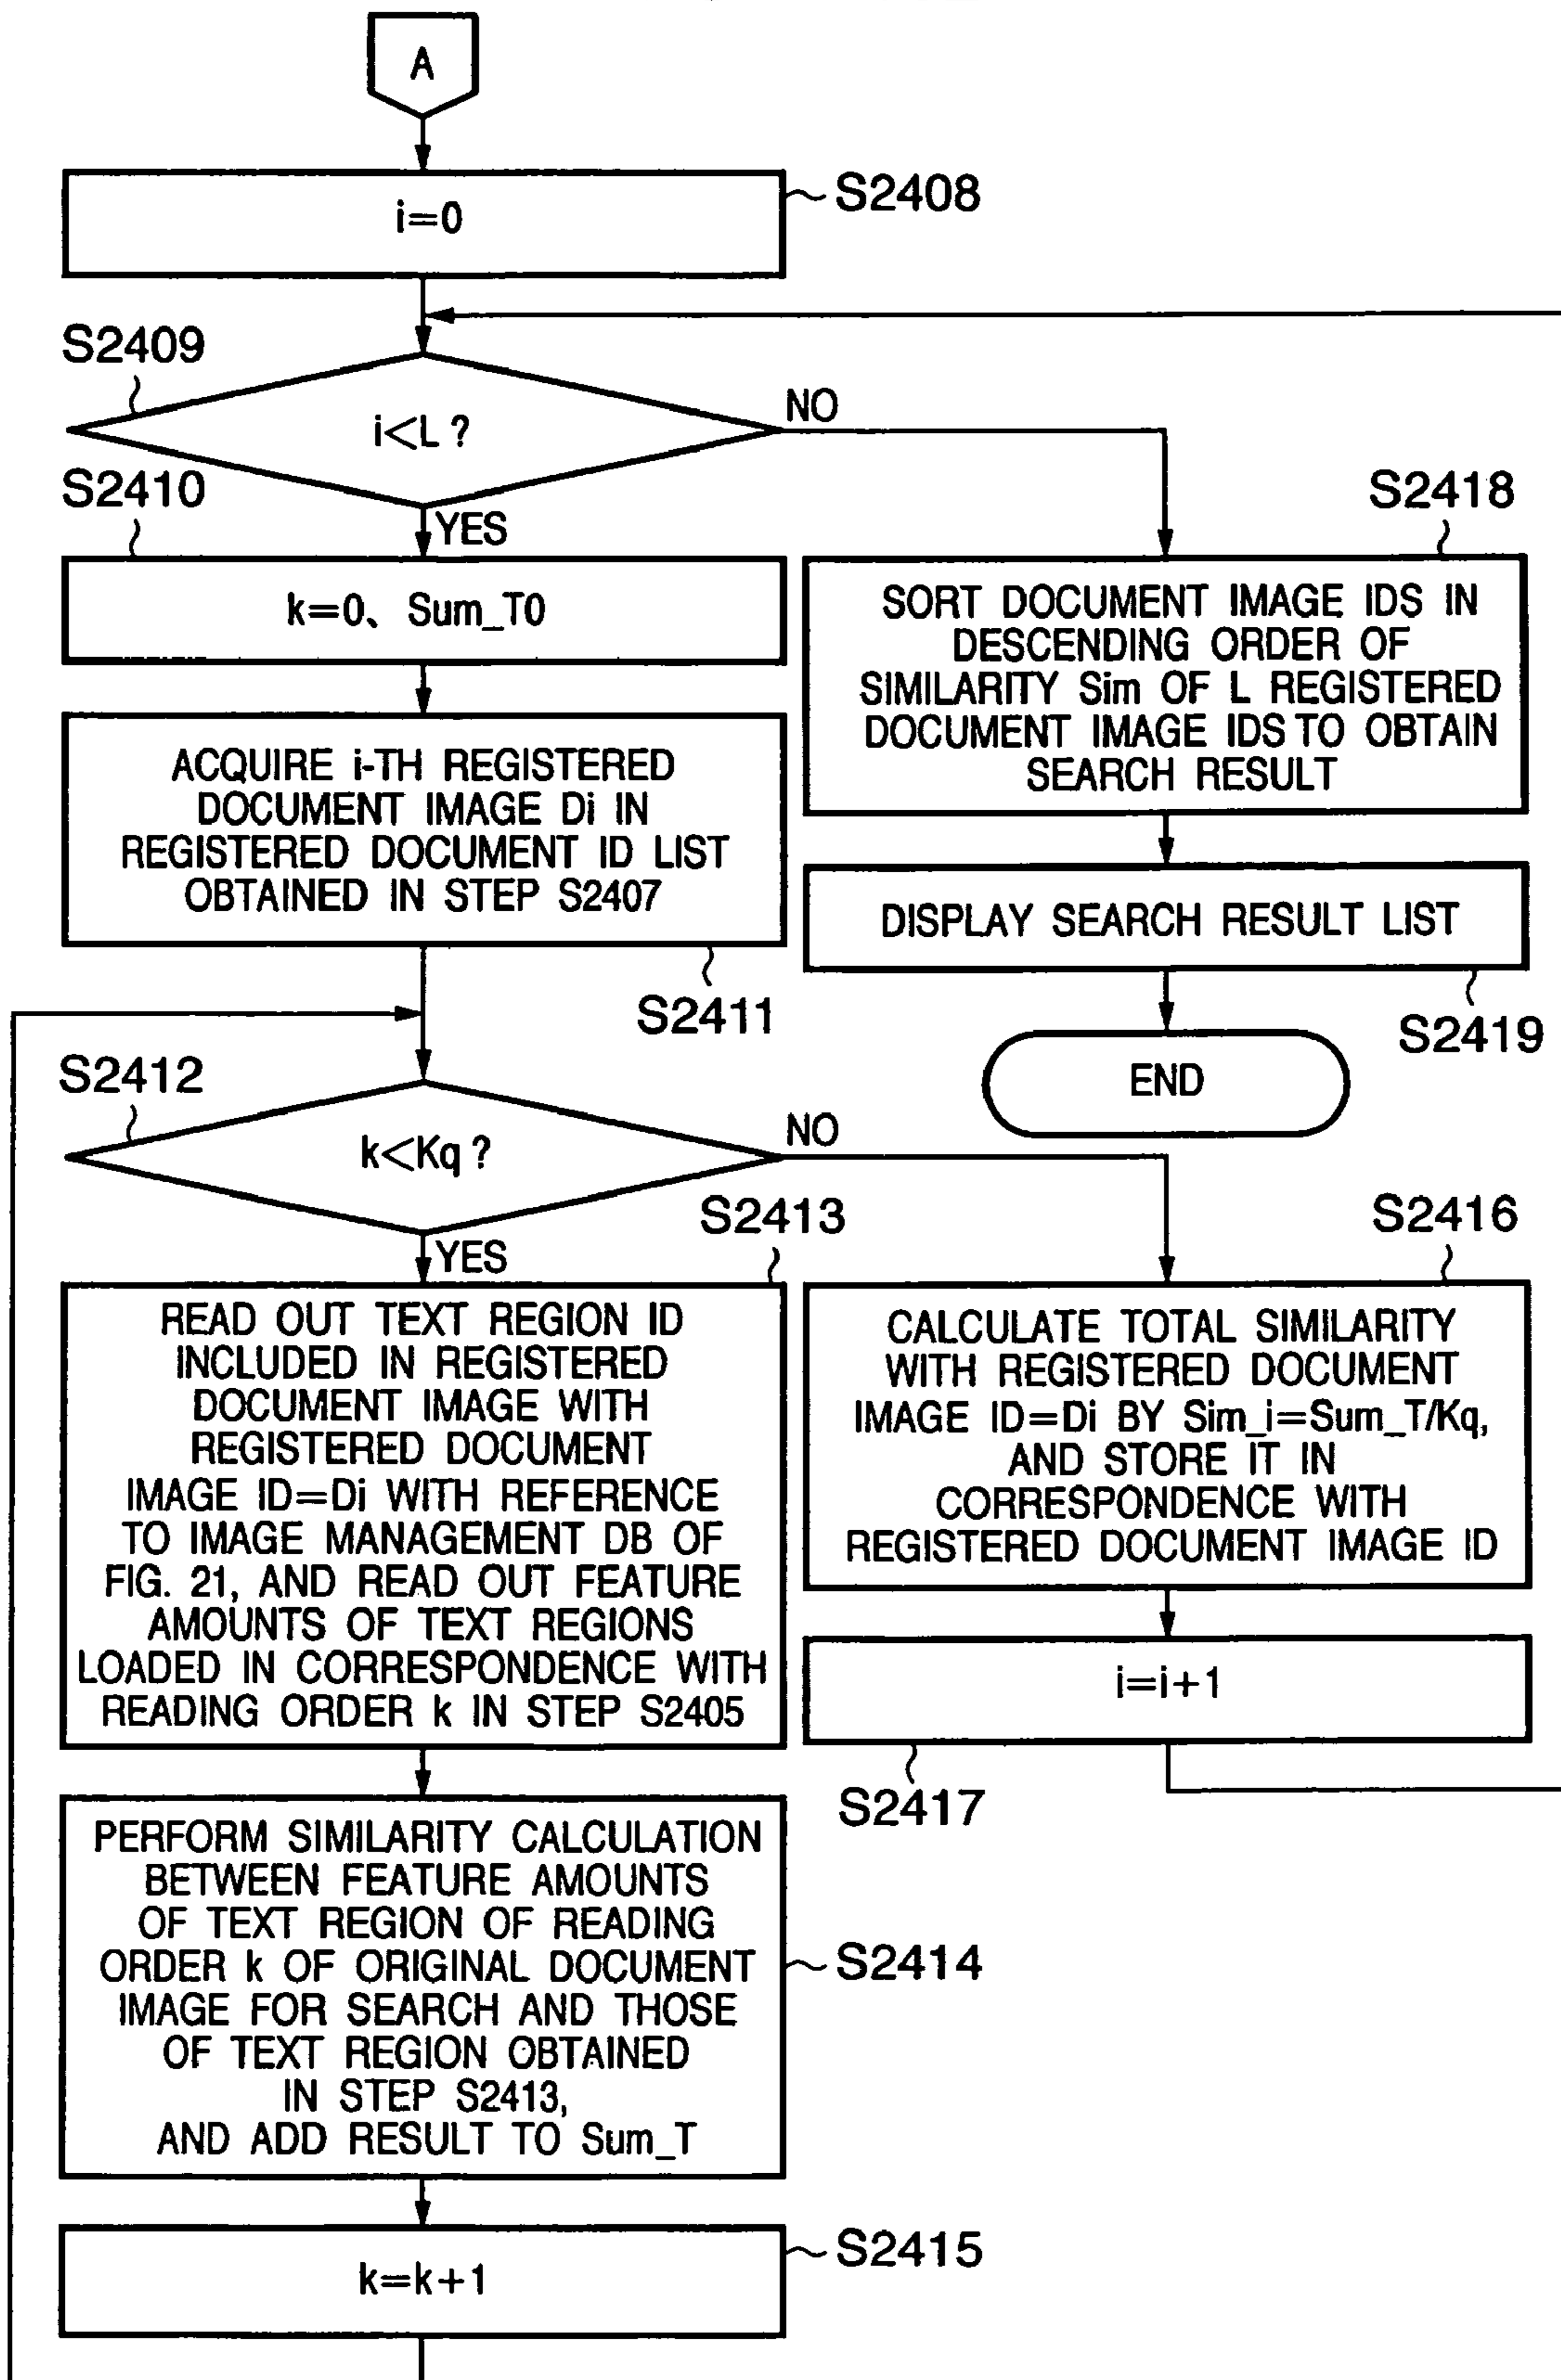 A
i=0
S2408
S2409
i<L ?
NO
YES
S2410
k=0、 Sum_T0
ACQUIRE i-TH REGISTERED
DOCUMENT IMAGE Di IN
REGISTERED DOCUMENT ID LIST
OBTAINED IN STEP S2407
S2411
S2418
SORT DOCUMENT IMAGE IDS IN
DESCENDING ORDER OF
SIMILARITY Sim OF L REGISTERED
DOCUMENT IMAGE IDS TO OBTAIN
SEARCH RESULT
DISPLAY SEARCH RESULT LIST
S2419
END
S2412
k<Kq ?
NO
YES
S2413
READ OUT TEXT REGION ID
INCLUDED IN REGISTERED
DOCUMENT IMAGE WITH
REGISTERED DOCUMENT
IMAGE ID=Di WITH REFERENCE
TO IMAGE MANAGEMENT DB OF
FIG. 21, AND READ OUT FEATURE
AMOUNTS OF TEXT REGIONS
LOADED IN CORRESPONDENCE WITH
READING ORDER k IN STEP S2405
S2416
CALCULATE TOTAL SIMILARITY
WITH REGISTERED DOCUMENT
IMAGE ID=Di BY Sim_i=Sum_T/Kq,
AND STORE IT IN
CORRESPONDENCE WITH
REGISTERED DOCUMENT IMAGE ID
i=i+1
S2417
PERFORM SIMILARITY CALCULATION
BETWEEN FEATURE AMOUNTS
OF TEXT REGION OF READING
ORDER k OF ORIGINAL DOCUMENT
IMAGE FOR SEARCH AND THOSE
OF TEXT REGION OBTAINED
IN STEP S2413,
AND ADD RESULT TO Sum_T
S2414
k=k+1
S2415